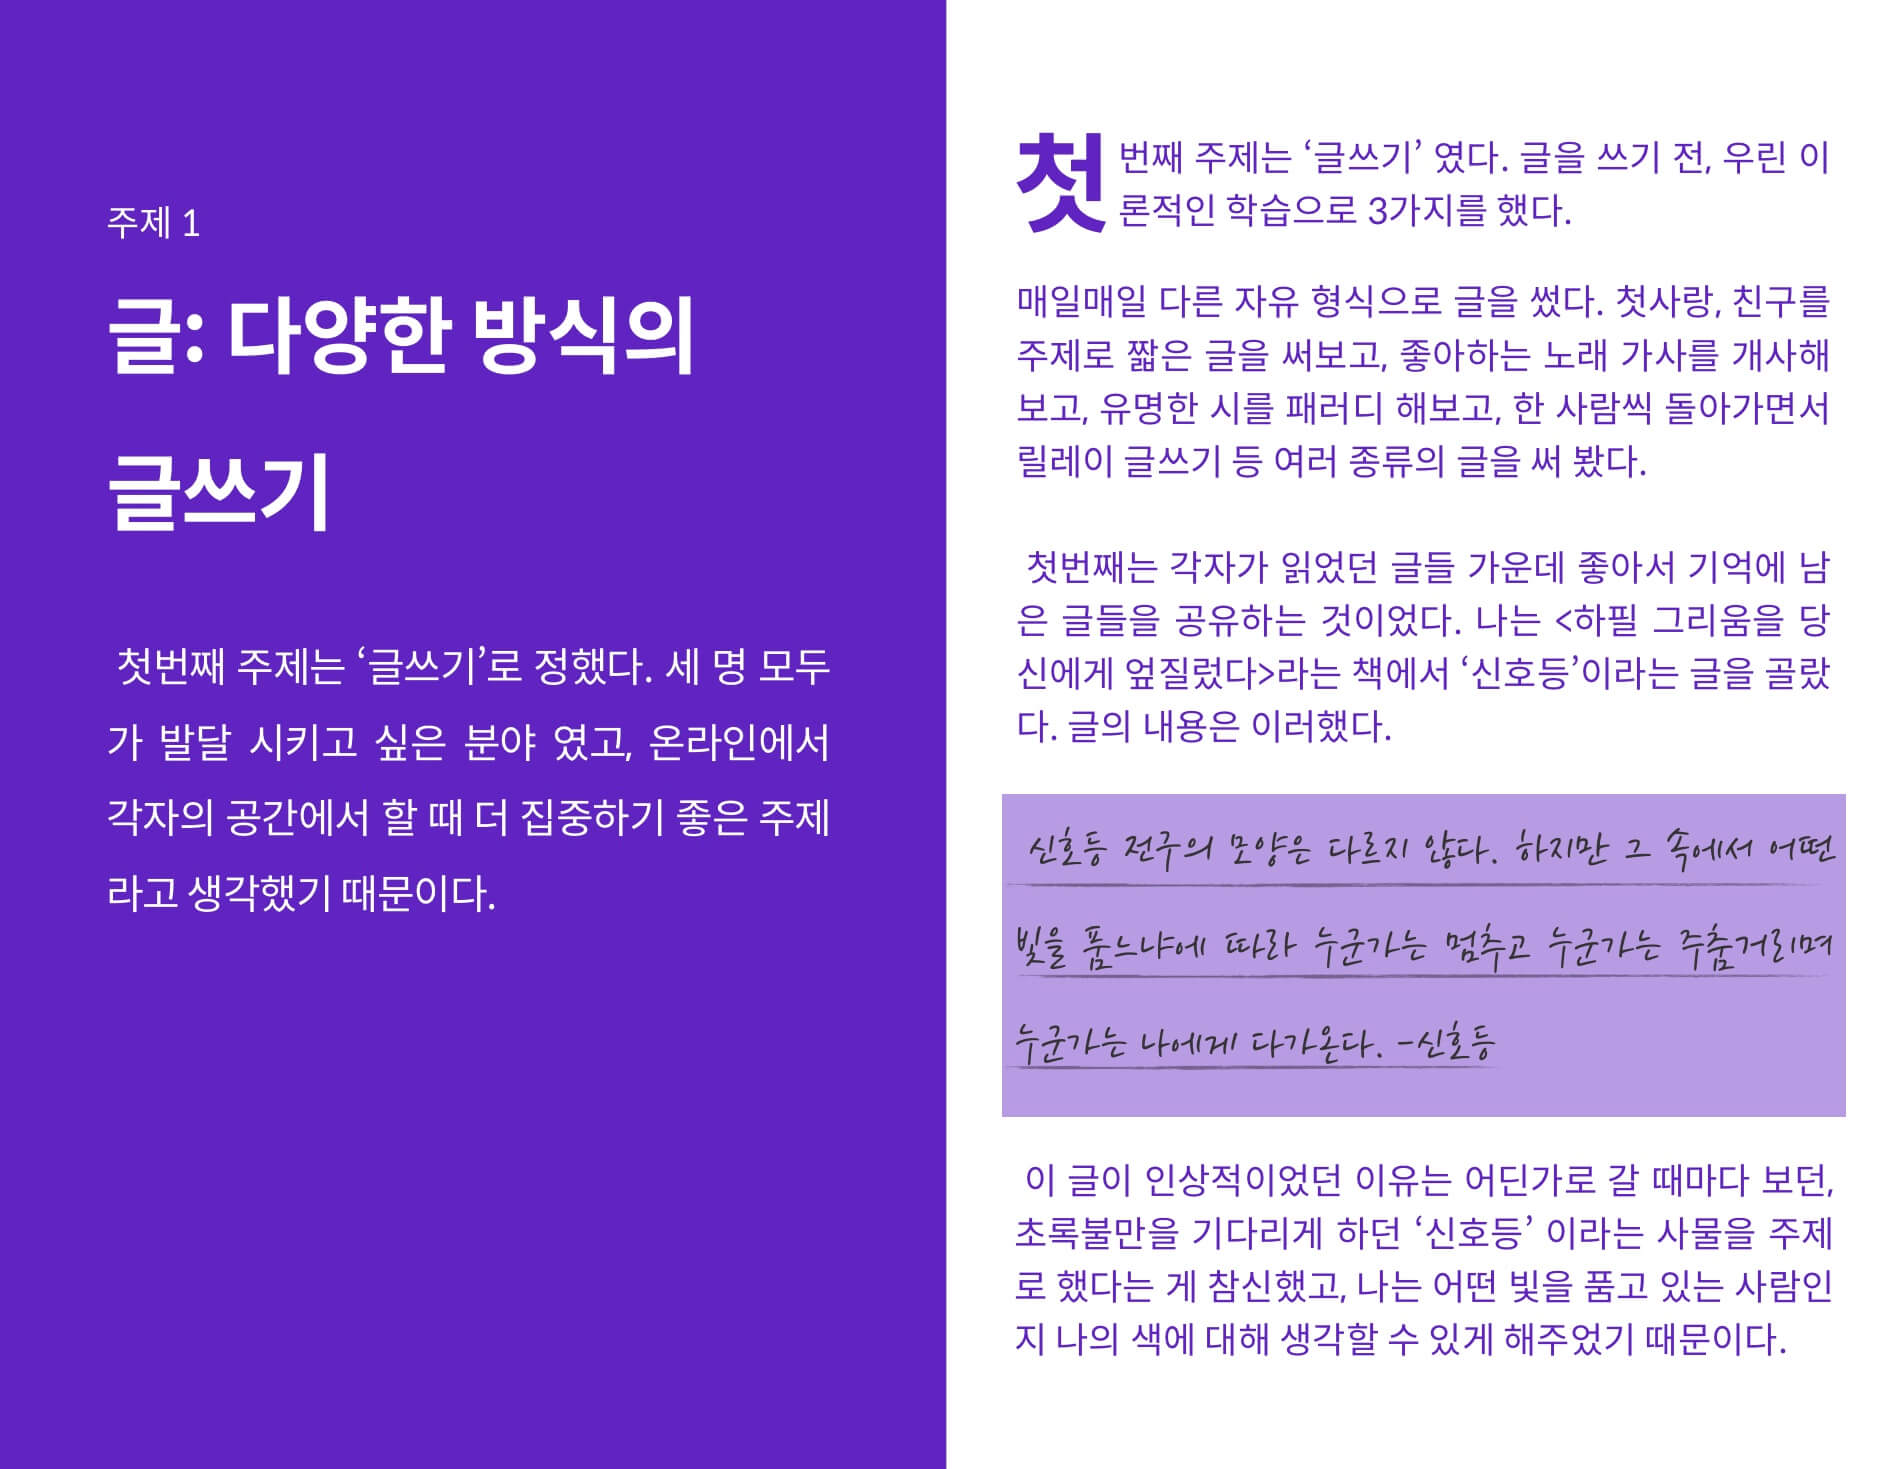 주제 1
글: 다양한 방식의
글쓰기
첫번째 주제는 ‘글쓰기’로 정했다. 세 명 모두
가 발달 시키고 싶은 분야 였고, 온라인에서
각자의 공간에서 할 때 더 집중하기 좋은 주제
라고 생각했기 때문이다.
첫 번째 주제는 ‘글쓰기’ 였다. 글을 쓰기 전, 우린 이
론적인 학습으로 3가지를 했다.
매일매일 다른 자유 형식으로 글을 썼다. 첫사랑, 친구를
주제로 짧은 글을 써보고, 좋아하는 노래 가사를 개사해
보고, 유명한 시를 패러디 해보고, 한 사람씩 돌아가면서
릴레이 글쓰기 등 여러 종류의 글을 써 봤다.
첫번째는 각자가 읽었던 글들 가운데 좋아서 기억에 남
은 글들을 공유하는 것이었다. 나는 <하필 그리움을 당
신에게 엎질렀다>라는 책에서 ‘신호등’이라는 글을 골랐
다. 글의 내용은 이러했다.
신호등 전구의 모양은 다르지 않다. 하지만 그 속에서 어떤
빛을 품느냐에 따라 누군가는 멈추고 누군가는 주춤거리며
누군가는 나에게 다가온다. -신호등
이 글이 인상적이었던 이유는 어딘가로 갈 때마다 보던,
초록불만을 기다리게 하던 ‘신호등’ 이라는 사물을 주제
로 했다는 게 참신했고, 나는 어떤 빛을 품고 있는 사람인
지 나의 색에 대해 생각할 수 있게 해주었기 때문이다.